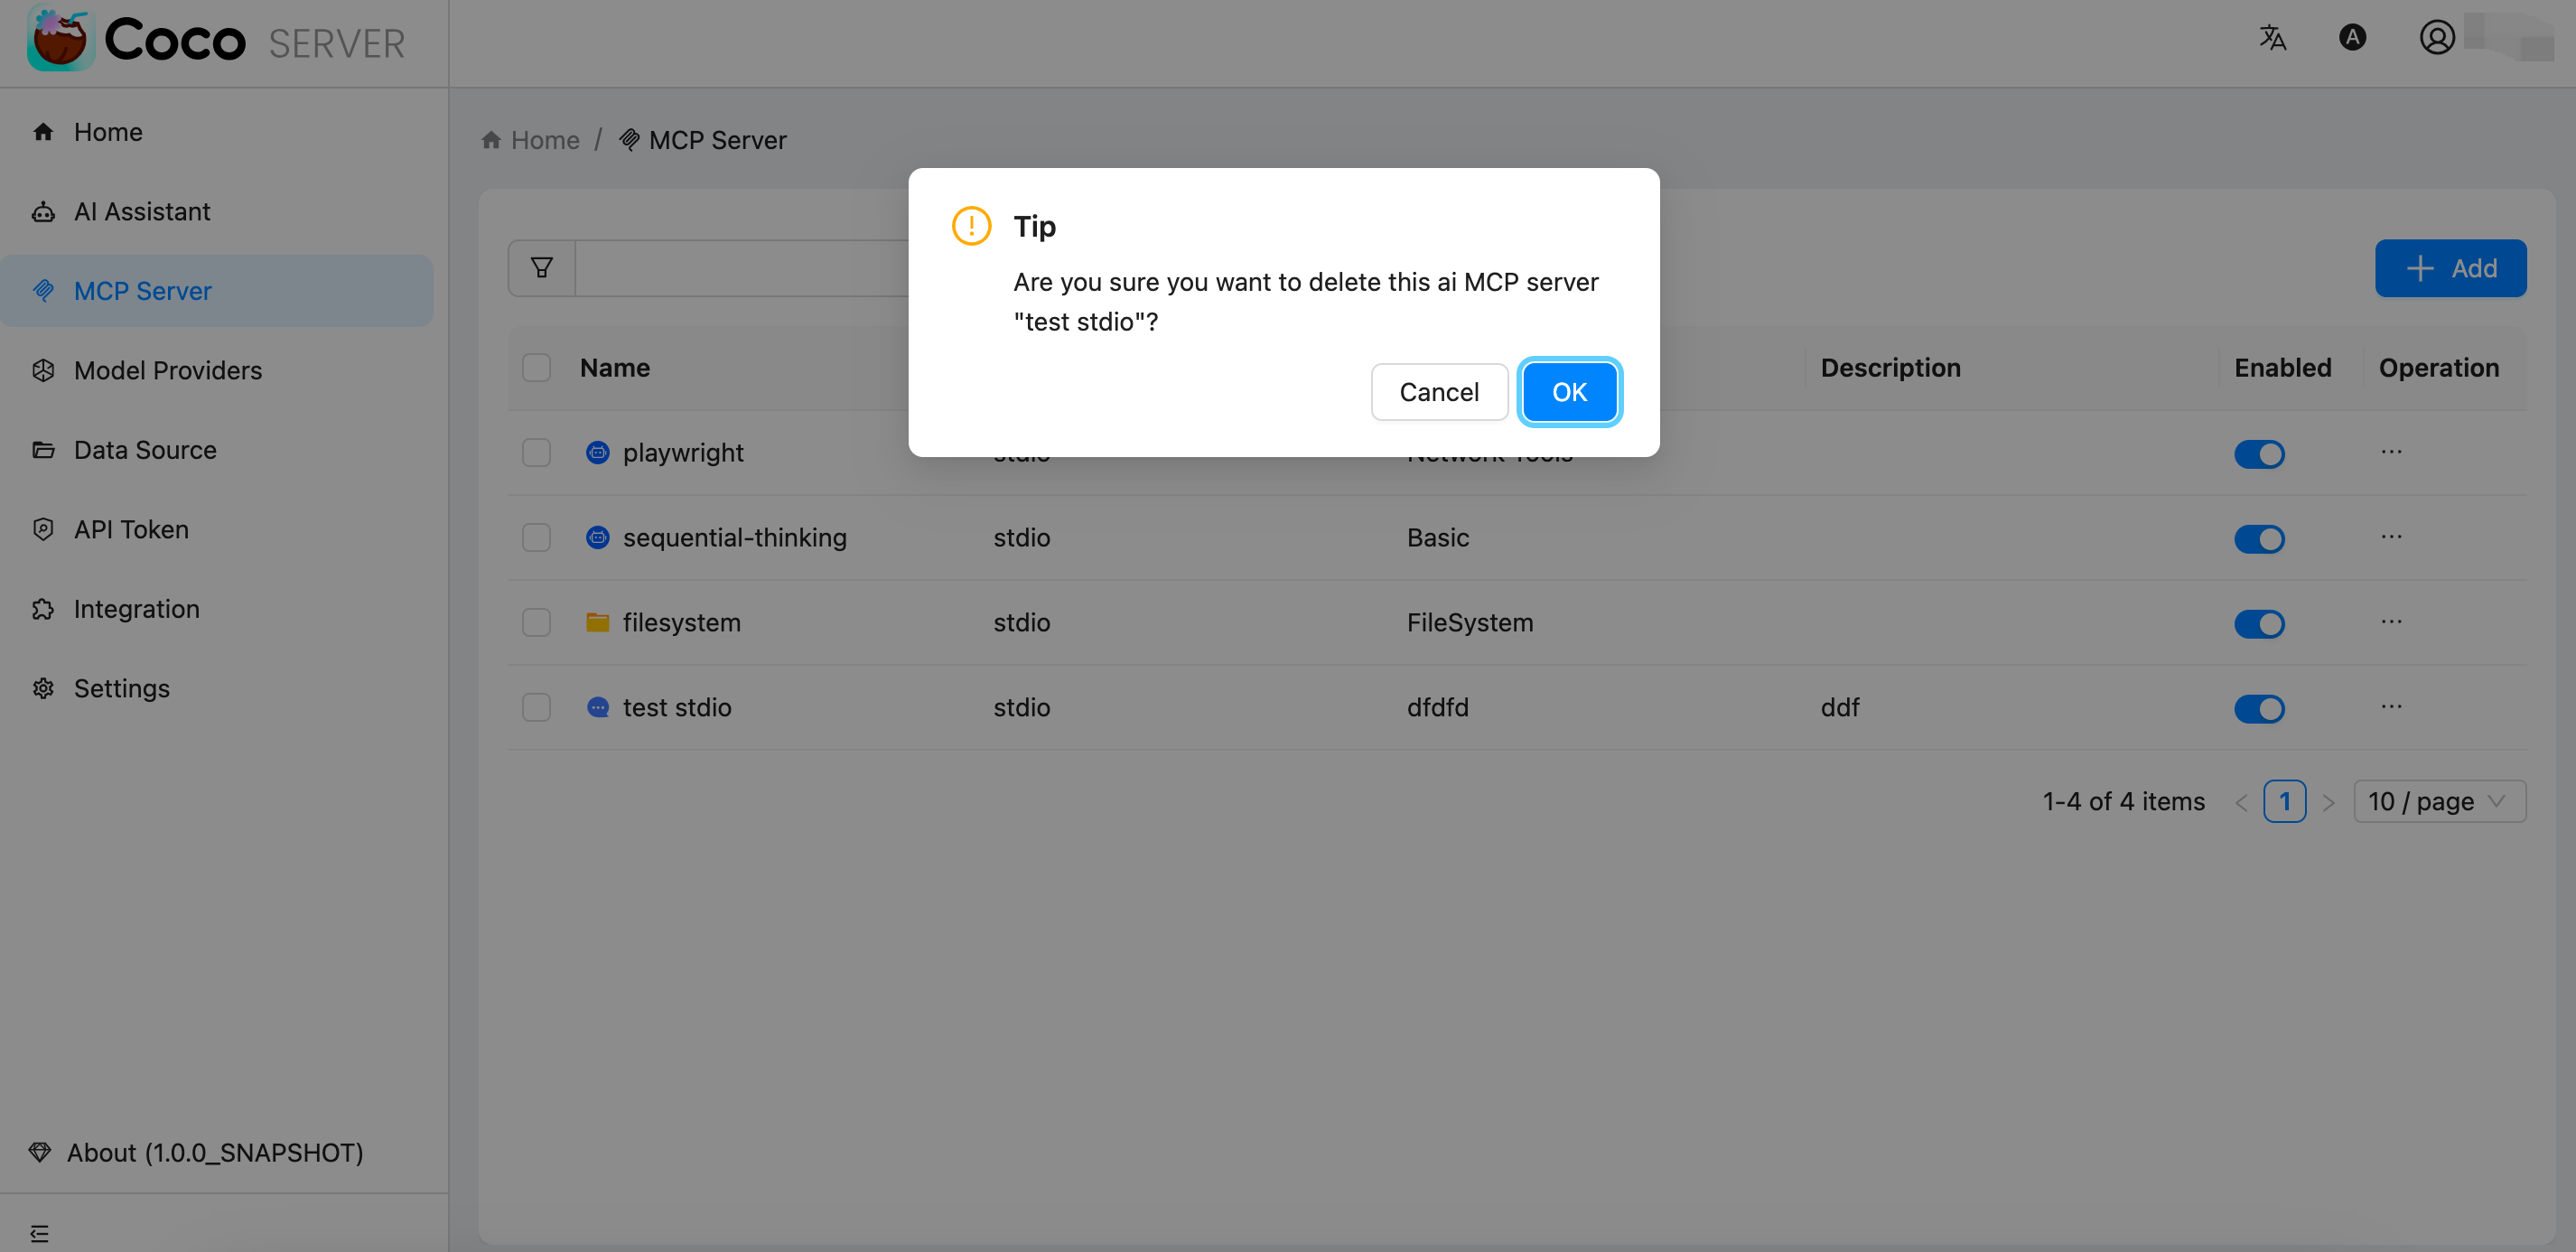 Coco SERVER
A
Home
AI Assistant
MCP Server
Model Providers
Data Source
API Token
Integration
Settings
About (1.0.0_SNAPSHOT)
Home / MCP Server
Tip
Are you sure you want to delete this ai MCP server
"test stdio"?
Cancel OK
Add
Name Description Enabled Operation
playwright stdio Network Tools ···
sequential-thinking stdio Basic ···
filesystem stdio FileSystem ···
test stdio stdio dfdfd ddf ···
1-4 of 4 items < 1 > 10 / page